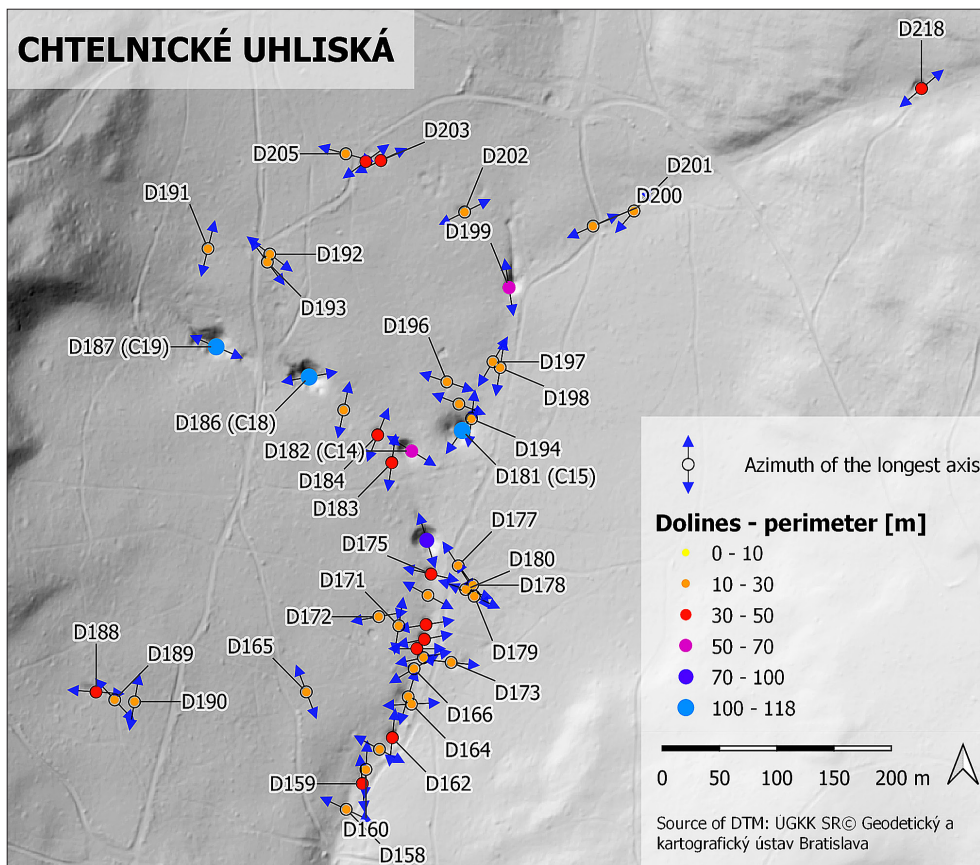 CHTELNICKÉ UHLISKÁ
D218
D203
D205
D202
D201
D191
D200
D199
D192
D193
D196
D187 (C19)
D197
D198
D186 (C18)
D182 (C14)
D194
D184
D181 (C15)
D183
D177
D175
D180
D171
D178
D172
D188
D165
D189
D179
D173
D190
D166
D164
D159
D162
D160
D158
Azimuth of the longest axis
Dolines - perimeter [m]
0 - 10
10 - 30
30 - 50
50 - 70
70 - 100
100 - 118
0 50 100 150 200 m
Source of DTM: ÚGKK SR© Geodetický a
kartografický ústav Bratislava